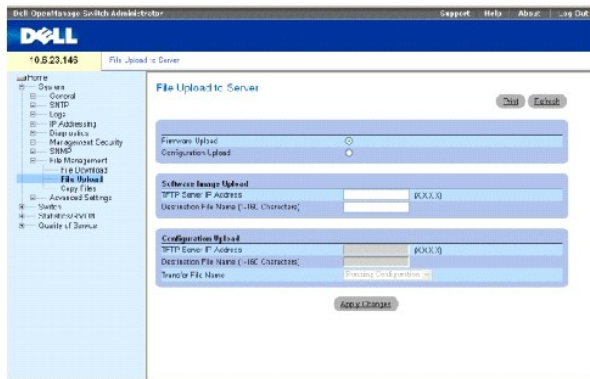 Dell OpenManage Switch Administrator
Support Help About Log Out
DELL
10.6.23.146
File Upload to Server
Home
System
General
SNTP
Logs
IP Addressing
Diagnostics
Management Security
SNMP
File Management
File Download
File Upload
Copy Files
Advanced Settings
Switch
Statistics/RMON
Quality of Service
File Upload to Server
Print Refresh
Firmware Upload
Configuration Upload
Software Image Upload
TFTP Server IP Address (X.X.X.X)
Destination File Name (1-160 Characters)
Configuration Upload
TFTP Server IP Address (X.X.X.X)
Destination File Name (1-160 Characters)
Transfer File Name Running Configuration
Apply Changes